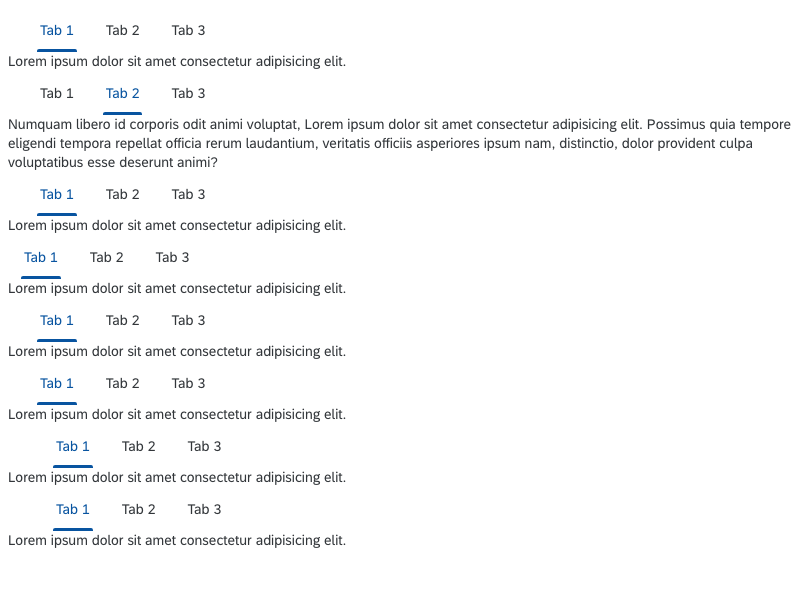 Tab 1 Tab 2 Tab 3
Lorem ipsum dolor sit amet consectetur adipisicing elit.
Tab 1 Tab 2 Tab 3
Numquam libero id corporis odit animi voluptat, Lorem ipsum dolor sit amet consectetur adipisicing elit. Possimus quia tempore
eligendi tempora repellat officia rerum laudantium, veritatis officiis asperiores ipsum nam, distinctio, dolor provident culpa
voluptatibus esse deserunt animi?
Tab 1 Tab 2 Tab 3
Lorem ipsum dolor sit amet consectetur adipisicing elit.
Tab 1 Tab 2 Tab 3
Lorem ipsum dolor sit amet consectetur adipisicing elit.
Tab 1 Tab 2 Tab 3
Lorem ipsum dolor sit amet consectetur adipisicing elit.
Tab 1 Tab 2 Tab 3
Lorem ipsum dolor sit amet consectetur adipisicing elit.
Tab 1 Tab 2 Tab 3
Lorem ipsum dolor sit amet consectetur adipisicing elit.
Tab 1 Tab 2 Tab 3
Lorem ipsum dolor sit amet consectetur adipisicing elit.